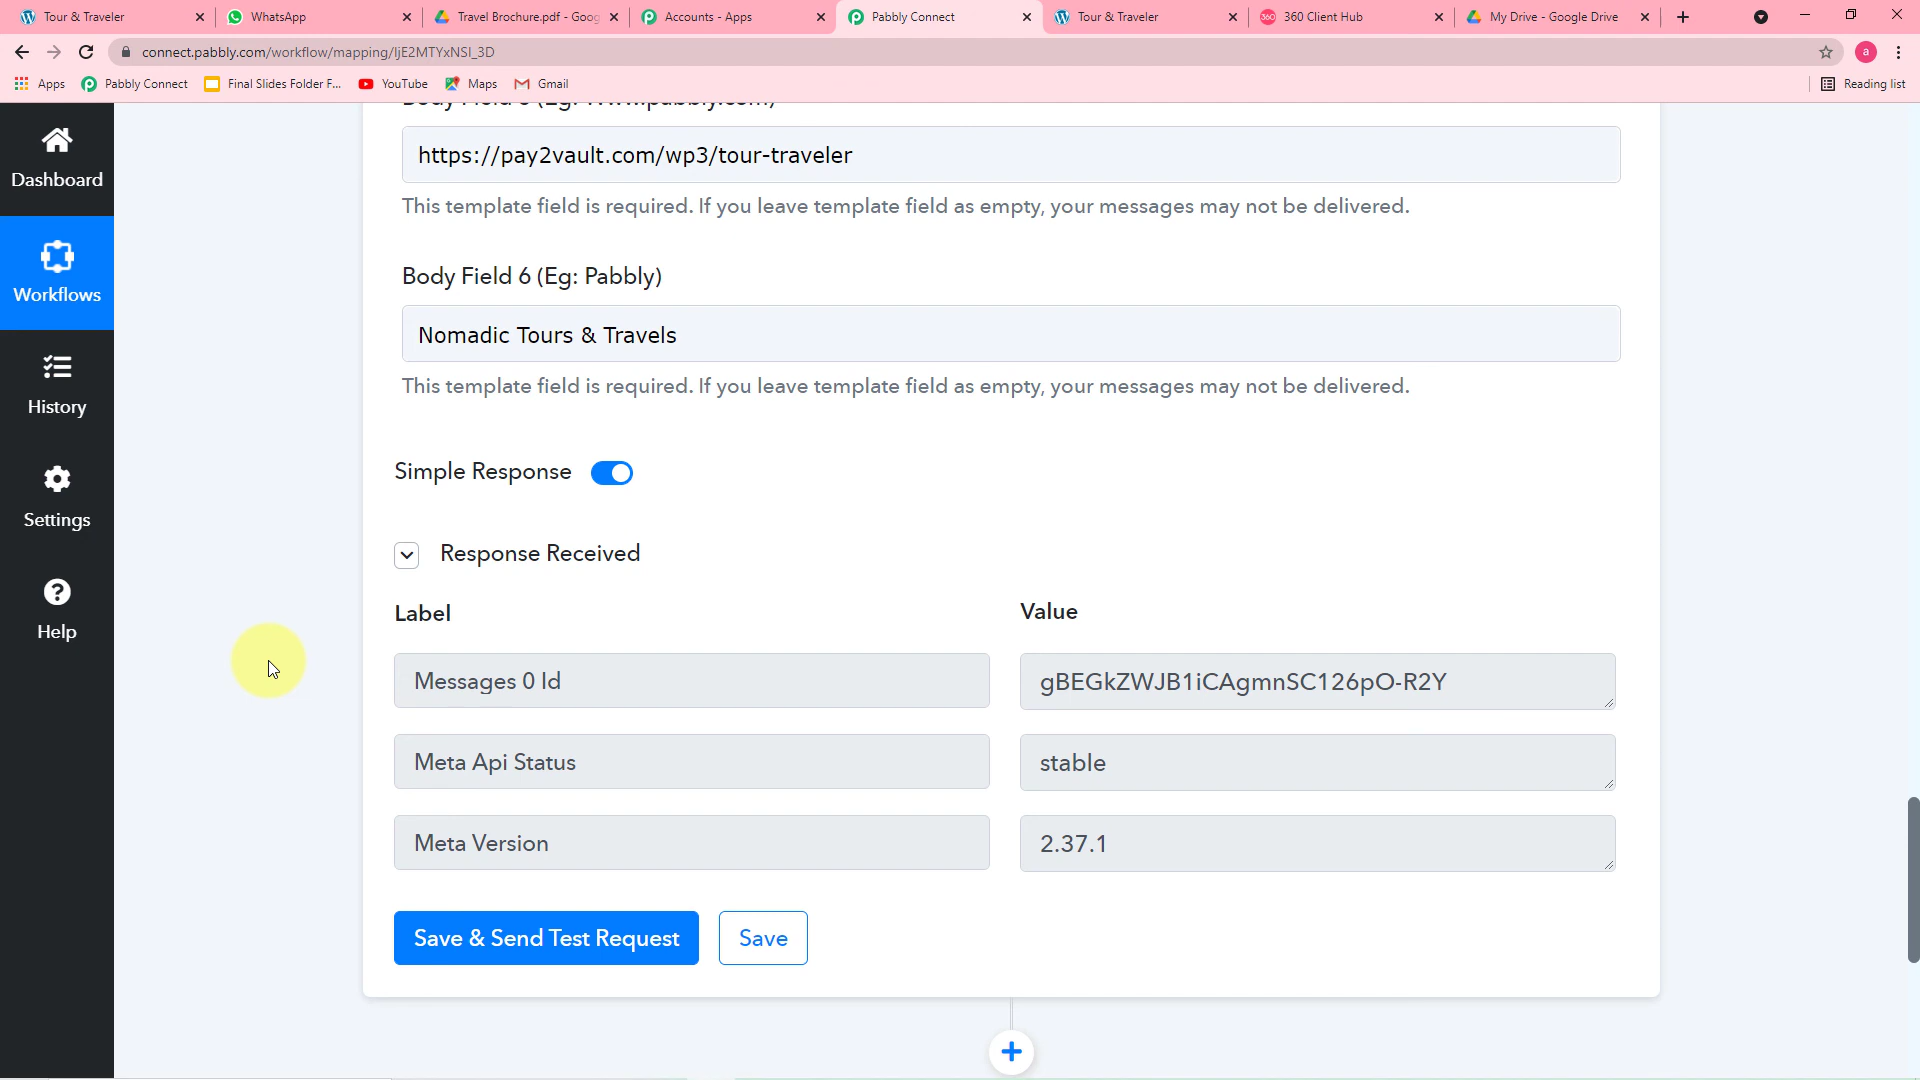 Tour & Traveler
WhatsApp
Travel Brochure.pdf - Goog
Accounts - Apps
Pabbly Connect
Tour & Traveler
360 Client Hub
My Drive - Google Drive
connect.pabbly.com/workflow/mapping/IjE2MTYxNSI_3D
a
Apps
Pabbly Connect
Final Slides Folder F...
YouTube
Maps
Gmail
Reading list
Dashboard
Workflows
History
Settings
Help
https://pay2vault.com/wp3/tour-traveler
This template field is required. If you leave template field as empty, your messages may not be delivered.
Body Field 6 (Eg: Pabbly)
Nomadic Tours & Travels
This template field is required. If you leave template field as empty, your messages may not be delivered.
Simple Response
Response Received
Label
Value
Messages 0 Id
gBEGkZWJB1iCAgmnSC126pO-R2Y
Meta Api Status
stable
Meta Version
2.37.1
Save & Send Test Request
Save